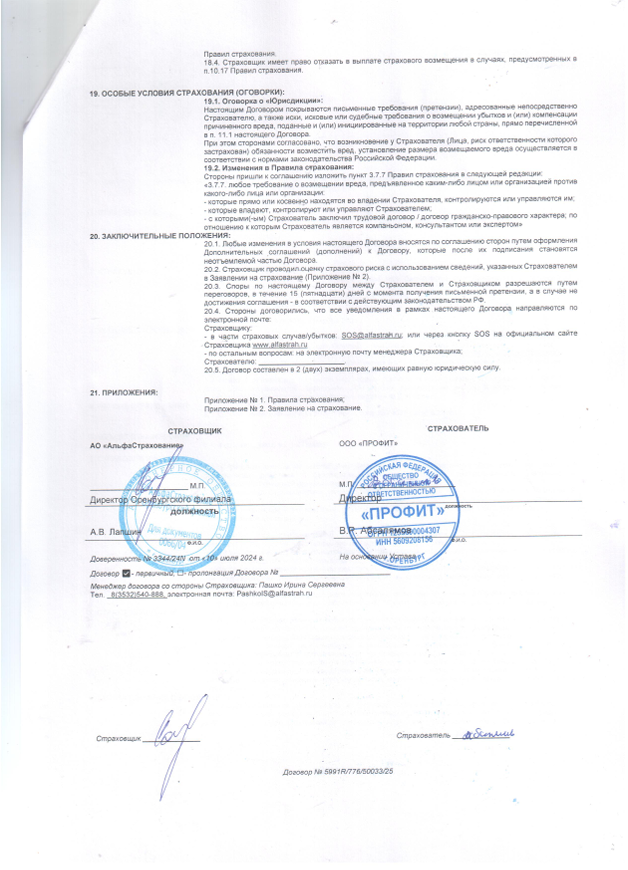 Правил страхования.
18.4. Страховщик имеет право отказать в выплате страхового возмещения в случаях, предусмотренных в
п.10.17 Правил страхования.
19. ОСОБЫЕ УСЛОВИЯ СТРАХОВАНИЯ (ОГОВОРКИ):
19.1. Оговорка о «Юрисдикции»:
Настоящим Договором покрываются письменные требования (претензии), адресованные непосредственно
Страхователю, а также иски, исковые или судебные требования о возмещении убытков и (или) компенсации
причиненного вреда, поданные и (или) инициированные на территории любой страны, прямо перечисленной
в п. 11.1 настоящего Договора.
При этом сторонами согласовано, что возникновение у Страхователя (Лица, риск ответственности которого
застрахован) обязанности возместить вред, установление размера возмещаемого вреда осуществляется в
соответствии с нормами законодательства Российской Федерации.
19.2. Изменения в Правила страхования:
Стороны пришли к соглашению изложить пункт 3.7.7 Правил страхования в следующей редакции:
«3.7.7. любое требование о возмещении вреда, предъявленное каким-либо лицом или организацией против
какого-либо лица или организации:
- которые прямо или косвенно находятся во владении Страхователя, контролируются или управляются им;
- которые владеют, контролируют или управляют Страхователем;
- с которыми(-ым) Страхователь заключил трудовой договор / договор гражданско-правового характера; по
отношению к которым Страхователь является компаньоном, консультантом или экспертом»
20. ЗАКЛЮЧИТЕЛЬНЫЕ ПОЛОЖЕНИЯ:
20.1. Любые изменения в условия настоящего Договора вносятся по соглашению сторон путем оформления
Дополнительных соглашений (дополнений) к Договору, которые после их подписания становятся
неотъемлемой частью Договора.
20.2. Страховщик проводил оценку страхового риска с использованием сведений, указанных Страхователем
в Заявлении на страхование (Приложение № 2).
20.3. Споры по настоящему Договору между Страхователем и Страховщиком разрешаются путем
переговоров, в течение 15 (пятнадцати) дней с момента получения письменной претензии, а в случае не
достижения соглашения - в соответствии с действующим законодательством РФ.
20.4. Стороны договорились, что все уведомления в рамках настоящего Договора направляются по
электронной почте:
Страховщику:
- в части страховых случав/убытков: SOS@alfastrah.ru; или через кнопку SOS на официальном сайте
Страховщика www.alfastrah.ru
- по остальным вопросам: на электронную почту менеджера Страховщика;
Страхователю:
20.5. Договор составлен в 2 (двух) экземплярах, имеющих равную юридическую силу.
21. ПРИЛОЖЕНИЯ:
Приложение № 1. Правила страхования;
Приложение № 2. Заявление на страхование.
СТРАХОВЩИК СТРАХОВАТЕЛЬ
АО «АльфаСтрахование» ООО «ПРОФИТ»
М.П. М.П.
Директор Оренбургского филиала Директор
должность должность
А.В. Лапшин В.Р.
Ф.И.О. Ф.И.О.
Для документов
РОССИЙСКАЯ ФЕДЕРАЦИЯ
ОБЩЕСТВО
ОТВЕТСТВЕННОСТЬЮ
«ПРОФИТ»
ИНН 5609208156
ОРЕНБУРГ
Доверенность № 3344/24N от «10» июля 2024 г. На основании Устава
Договор - первичный, - пролонгация Договора №
Менеджер договора со стороны Страховщика: Пашко Ирина Сергеевна
Тел. 8(3532)540-888, электронная почта: PashkoIS@alfastrah.ru
Страховщик Страхователь
Договор № 5991R/776/50033/25